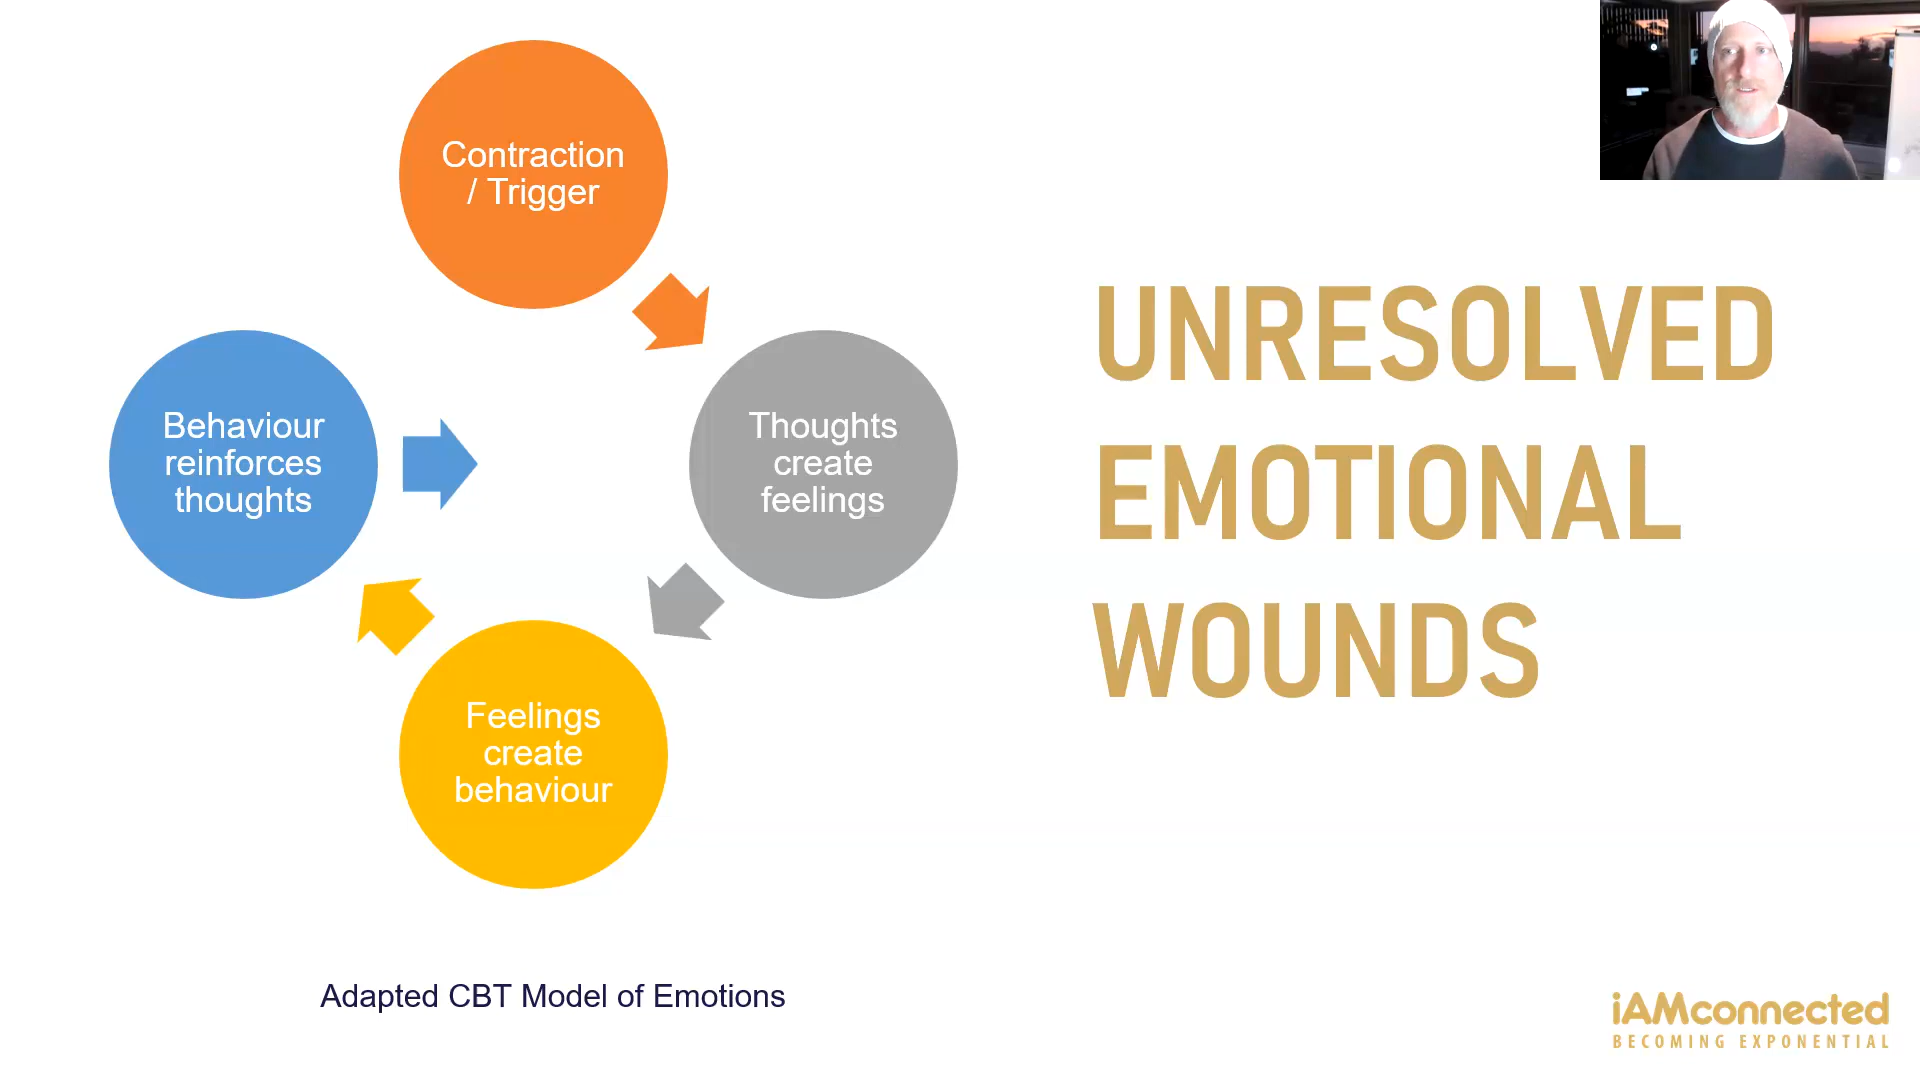 Contraction
/ Trigger
Thoughts
create
feelings
Feelings
create
behaviour
Behaviour
reinforces
thoughts
Adapted CBT Model of Emotions
UNRESOLVED
EMOTIONAL
WOUNDS
iAMconnected
BECOMING EXPONENTIAL